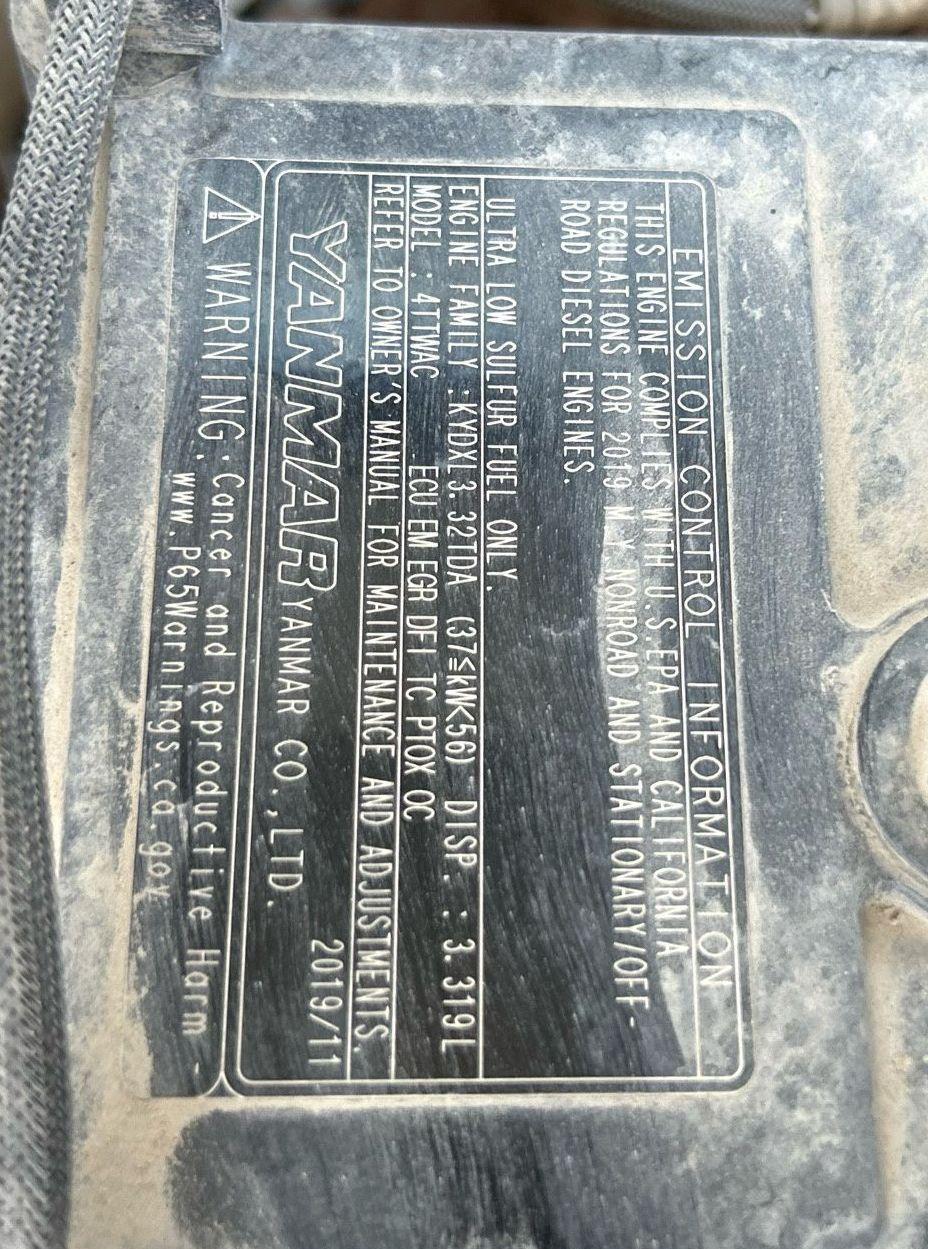 EMISSION CONTROL INFORMATION
THIS ENGINE COMPLIES WITH U.S.EPA AND CALIFORNIA
REGULATIONS FOR 2019 M.Y NONROAD AND STATIONARY/OFF-
ROAD DIESEL ENGINES.
ULTRA LOW SULFUR FUEL ONLY.
ENGINE FAMILY :KYDXL3.32TDA (37≦kW<56) DISP. : 3.319L
MODEL : 4TTWAC ECU EM EGR DFI TC PTOX OC
REFER TO OWNER'S MANUAL FOR MAINTENANCE AND ADJUSTMENTS.
2019/11
YANMAR YANMAR CO.,LTD.
WARNING:Cancer and Reproductive Harm -
www.P65Warnings.ca.gov